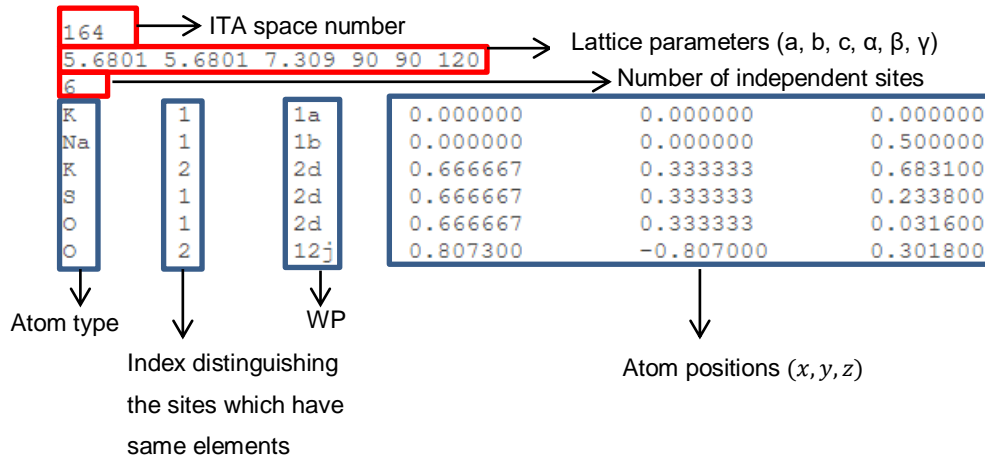 164
ITA space number
5.6801 5.6801 7.309 90 90 120
Lattice parameters (a, b, c, α, β, γ)
6
Number of independent sites
K 1 1a 0.000000 0.000000 0.000000
Na 1 1b 0.000000 0.000000 0.500000
K 2 2d 0.666667 0.333333 0.683100
S 1 2d 0.666667 0.333333 0.233800
O 1 2d 0.666667 0.333333 0.031600
O 2 12j 0.807300 -0.807000 0.301800
Atom type
WP
Index distinguishing
the sites which have
same elements
Atom positions (x, y, z)